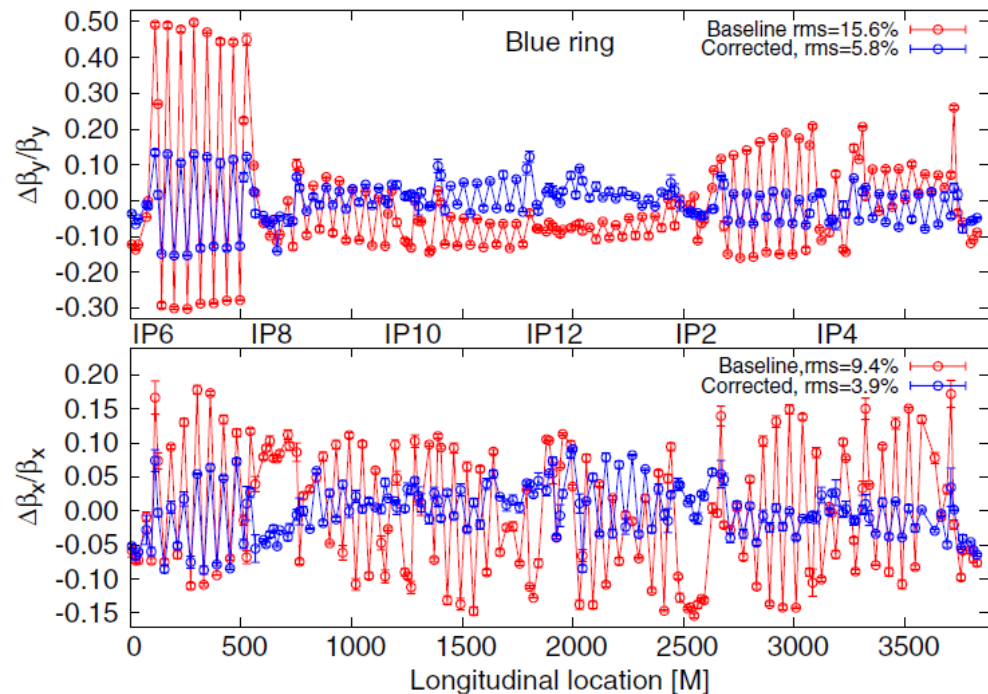 Blue ring
Baseline rms=15.6%
Corrected, rms=5.8%
Δβy/βy
0.50
0.40
0.30
0.20
0.10
0.00
-0.10
-0.20
-0.30
IP6 IP8 IP10 IP12 IP2 IP4
Baseline,rms=9.4%
Corrected, rms=3.9%
Δβx/βx
0.20
0.15
0.10
0.05
0.00
-0.05
-0.10
-0.15
0 500 1000 1500 2000 2500 3000 3500
Longitudinal location [M]